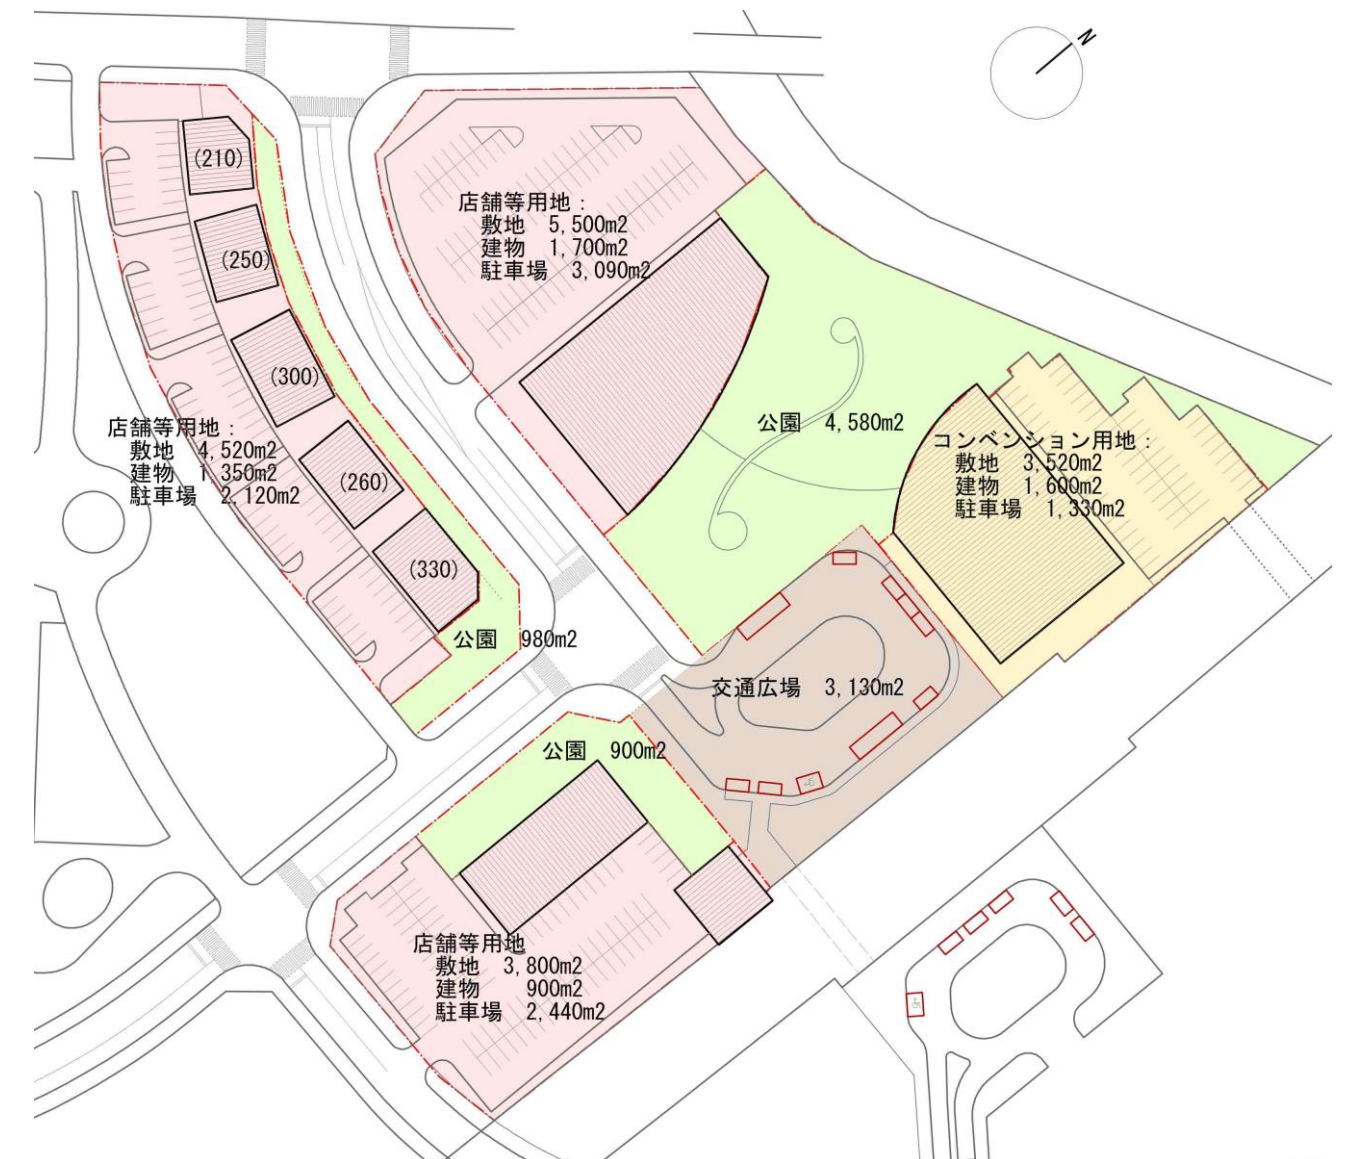 N
(210)
(250)
(300)
(260)
(330)
店舗等用地：
敷地　4,520m2
建物　1,350m2
駐車場　2,120m2
店舗等用地：
敷地　5,500m2
建物　1,700m2
駐車場　3,090m2
公園　4,580m2
コンベンション用地：
敷地　3,520m2
建物　1,600m2
駐車場　1,330m2
公園　980m2
交通広場　3,130m2
公園　900m2
店舗等用地
敷地　3,800m2
建物　　900m2
駐車場　2,440m2